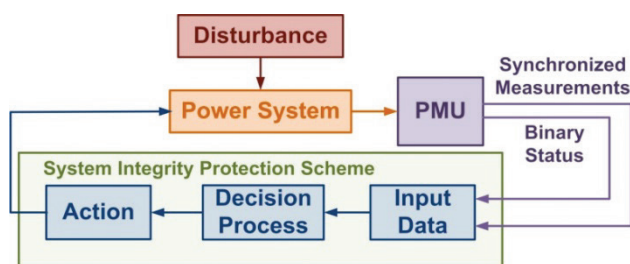 Disturbance
Synchronized
Measurements
Power System
PMU
Binary
Status
System Integrity Protection Scheme
Action
Decision
Process
Input
Data